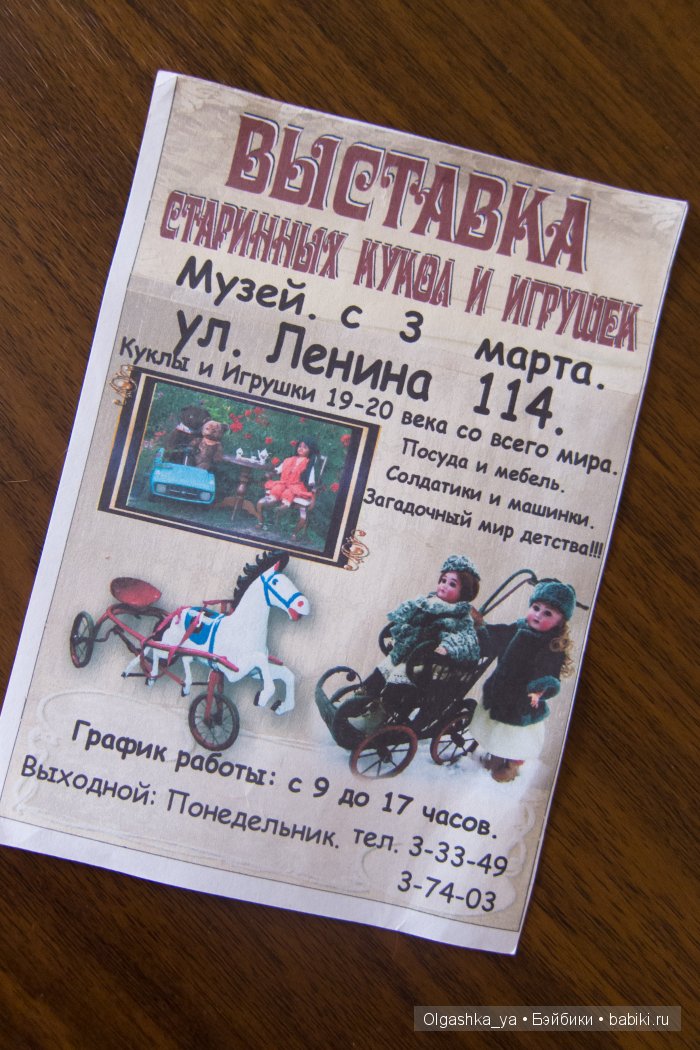 ВЫСТАВКА
СТАРИННЫХ КУКОЛ И ИГРУШЕК
Музей. с 3 марта.
ул. Ленина 114.
Куклы и Игрушки 19-20 века со всего мира.
Посуда и мебель.
Солдатики и машинки.
Загадочный мир детства!!!
График работы: с 9 до 17 часов.
Выходной: Понедельник. тел. 3-33-49
3-74-03
Olgashka_ya • Бэйбики • babiki.ru